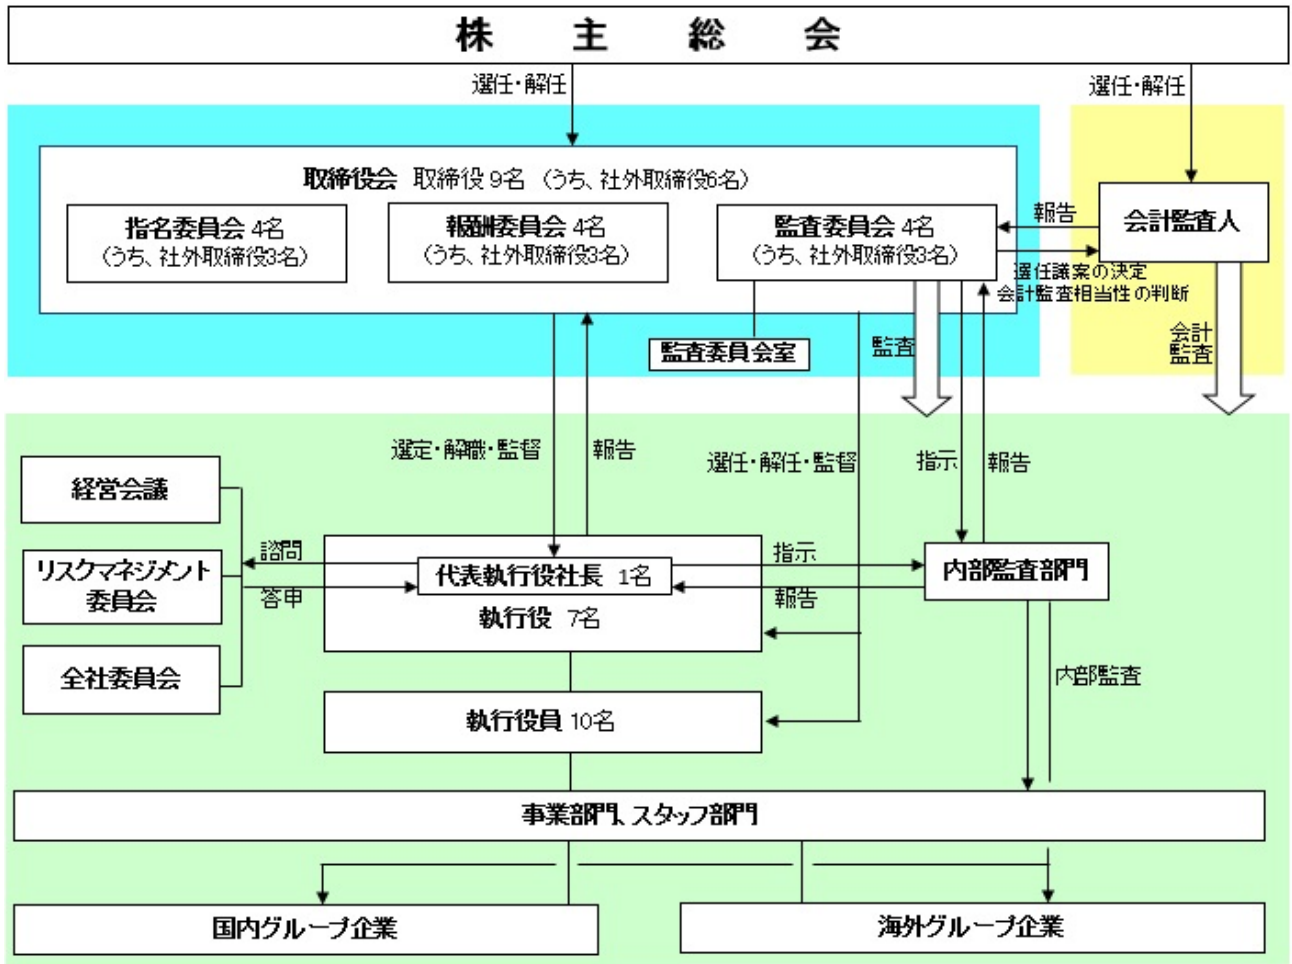 株主総会
選任・解任
選任・解任
取締役会 取締役9名 (うち、社外取締役6名)
指名委員会 4名
(うち、社外取締役3名)
報酬委員会 4名
(うち、社外取締役3名)
監査委員会 4名
(うち、社外取締役3名)
報告
会計監査人
選任議案の決定
会計監査相当性の判断
監査委員会室
監査
会計
監査
選定・解職・監督
報告
選任・解任・監督
指示
報告
経営会議
リスクマネジメント
委員会
全社委員会
諮問
答申
代表執行役社長 1名
執行役 7名
指示
報告
内部監査部門
内部監査
執行役員 10名
事業部門、スタッフ部門
国内グループ企業
海外グループ企業